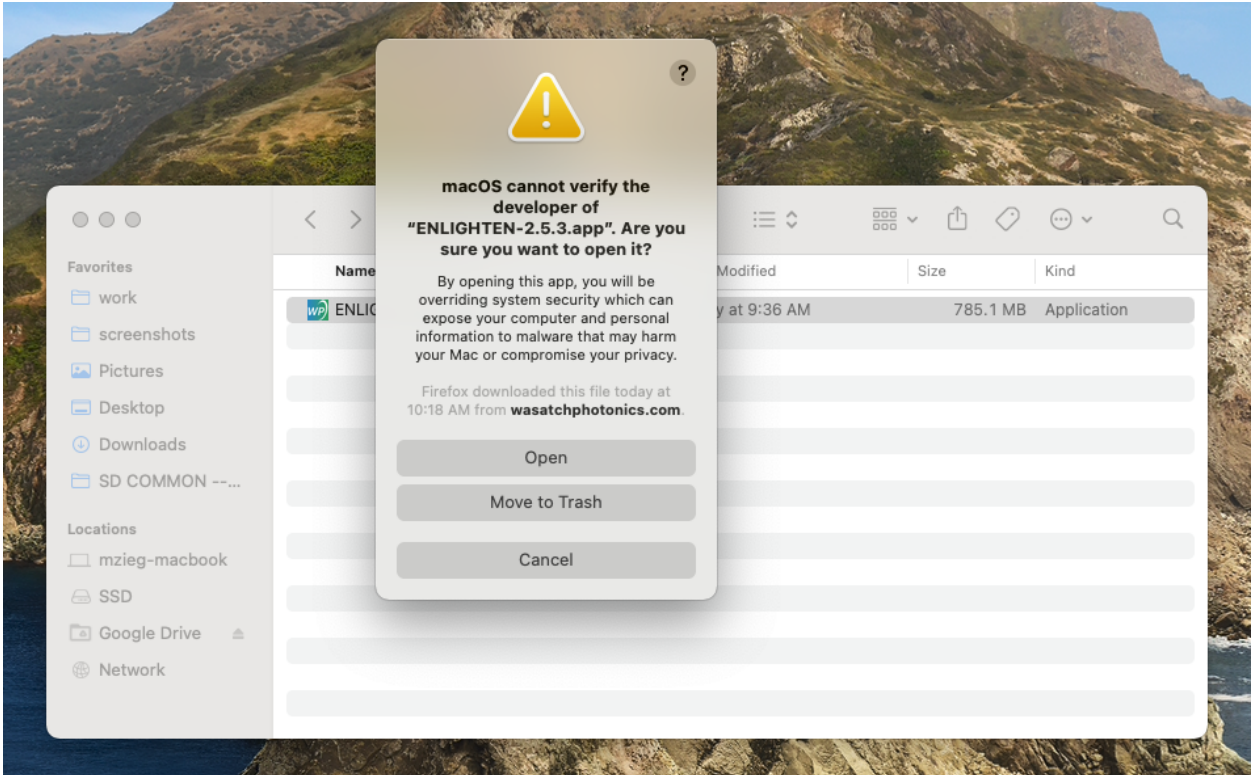 ?
macOS cannot verify the
developer of
“ENLIGHTEN-2.5.3.app”. Are you
sure you want to open it?
By opening this app, you will be
overriding system security which can
expose your computer and personal
information to malware that may harm
your Mac or compromise your privacy.
Firefox downloaded this file today at
10:18 AM from wasatchphotonics.com.
Open
Move to Trash
Cancel
Favorites
work
screenshots
Pictures
Desktop
Downloads
SD COMMON --...
Locations
mzieg-macbook
SSD
Google Drive
Network
Name Modified Size Kind
WP ENLIG y at 9:36 AM 785.1 MB Application